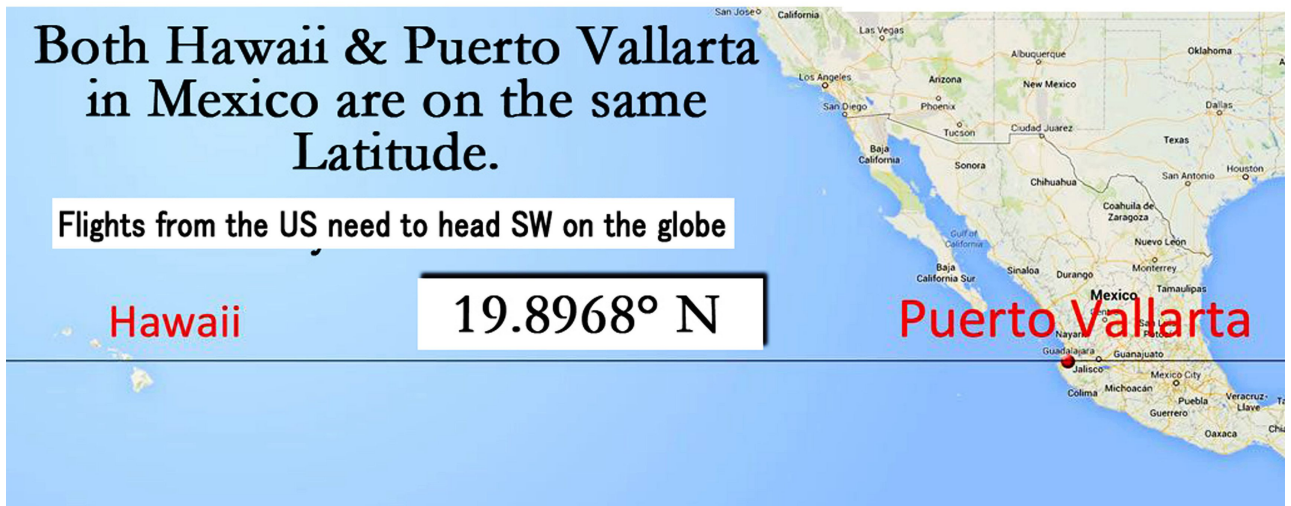 Both Hawaii & Puerto Vallarta
in Mexico are on the same
Latitude.
Flights from the US need to head SW on the globe
19.8968° N
Hawaii
Puerto Vallarta
San Jose
California
Las Vegas
Albuquerque
Oklahoma
Los Angeles
Arizona
New Mexico
San Diego
Phoenix
Dallas
Tucson
Ciudad Juarez
Texas
Baja
California
Sonora
Chihuahua
San Antonio
Houston
Coahuila de
Zaragoza
Gulf of
California
Nuevo León
Baja
California Sur
Sinaloa
Durango
Monterrey
Mexico
Tamaulipas
Guadalajara
Guanajuato
Jalisco
Mexico City
Colima
Michoacán
Puebla
Veracruz-
Llave
Guerrero
Oaxaca